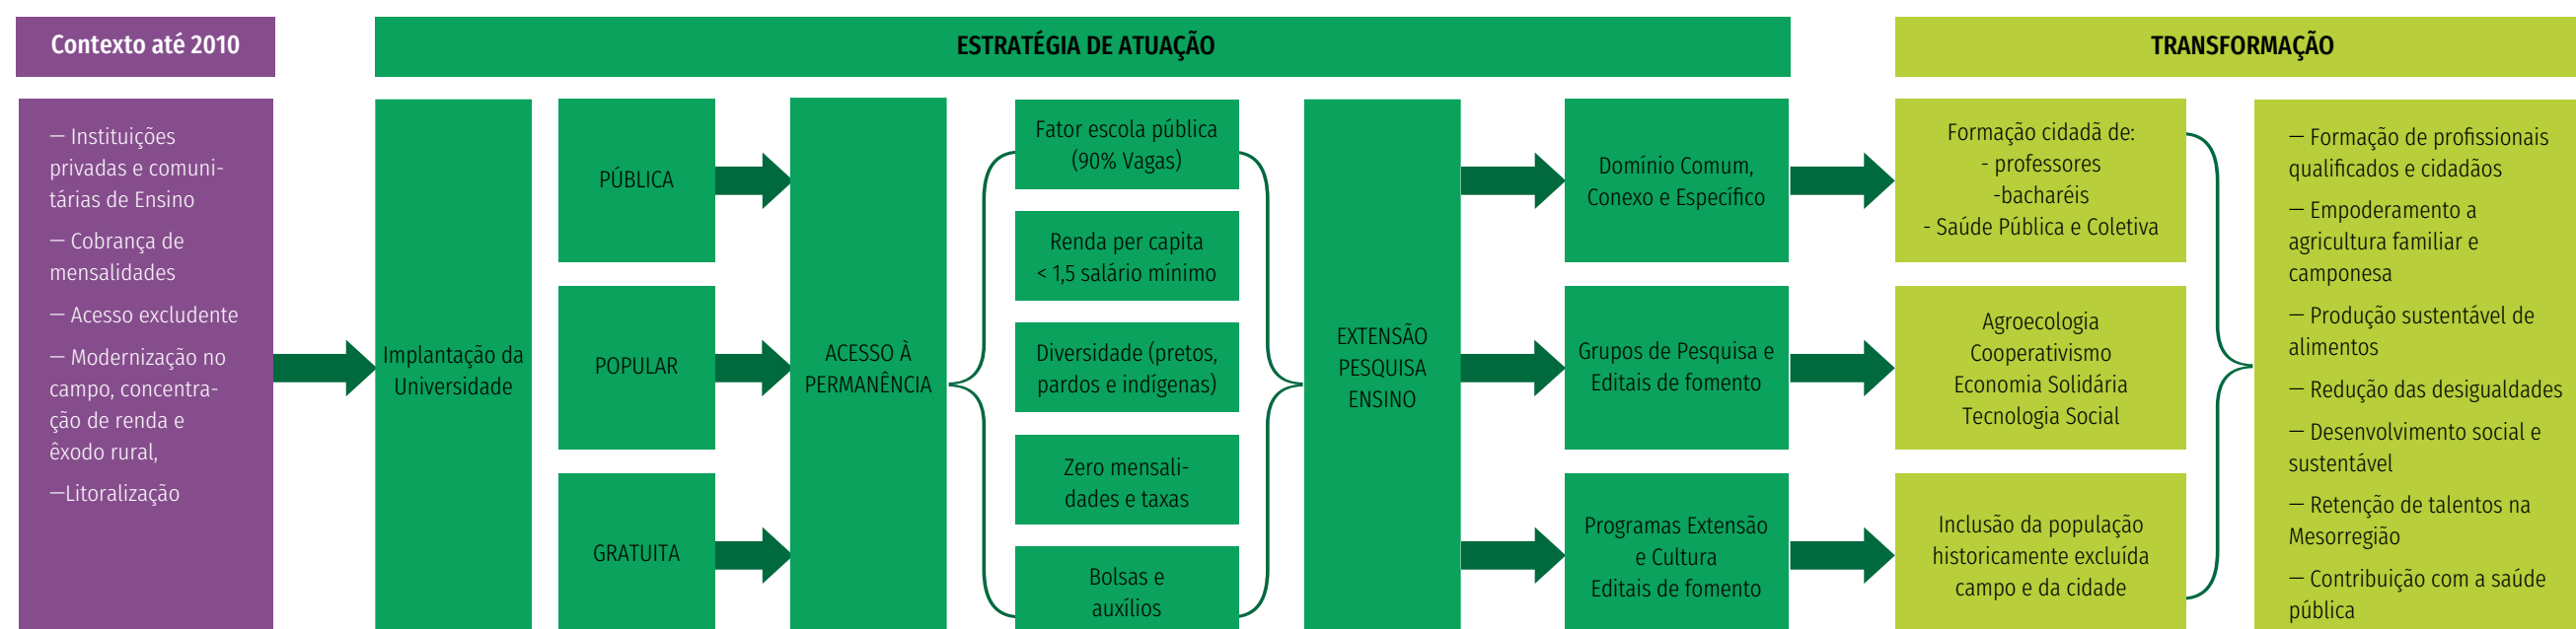 Contexto até 2010
ESTRATÉGIA DE ATUAÇÃO
TRANSFORMAÇÃO
— Instituições
privadas e comuni-
tárias de Ensino
— Cobrança de
mensalidades
— Acesso excludente
— Modernização no
campo, concentra-
ção de renda e
êxodo rural,
—Litoralização
Implantação da
Universidade
PÚBLICA
POPULAR
GRATUITA
ACESSO À
PERMANÊNCIA
Fator escola pública
(90% Vagas)
Renda per capita
< 1,5 salário mínimo
Diversidade (pretos,
pardos e indígenas)
Zero mensali-
dades e taxas
Bolsas e
auxílios
EXTENSÃO
PESQUISA
ENSINO
Domínio Comum,
Conexo e Específico
Grupos de Pesquisa e
Editais de fomento
Programas Extensão
e Cultura
Editais de fomento
Formação cidadã de:
- professores
-bacharéis
- Saúde Pública e Coletiva
Agroecologia
Cooperativismo
Economia Solidária
Tecnologia Social
Inclusão da população
historicamente excluída
campo e da cidade
— Formação de profissionais
qualificados e cidadãos
— Empoderamento a
agricultura familiar e
camponesa
— Produção sustentável de
alimentos
— Redução das desigualdades
— Desenvolvimento social e
sustentável
— Retenção de talentos na
Mesorregião
— Contribuição com a saúde
pública